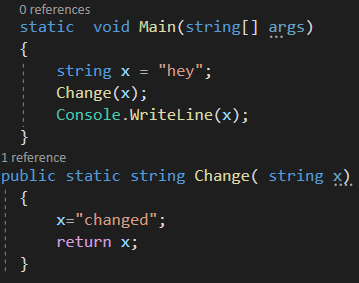 0 references
static  void Main(string[] args)
{
string x = "hey";
Change(x);
Console.WriteLine(x);
}
1 reference
public static string Change( string x)
{
x="changed";
return x;
}